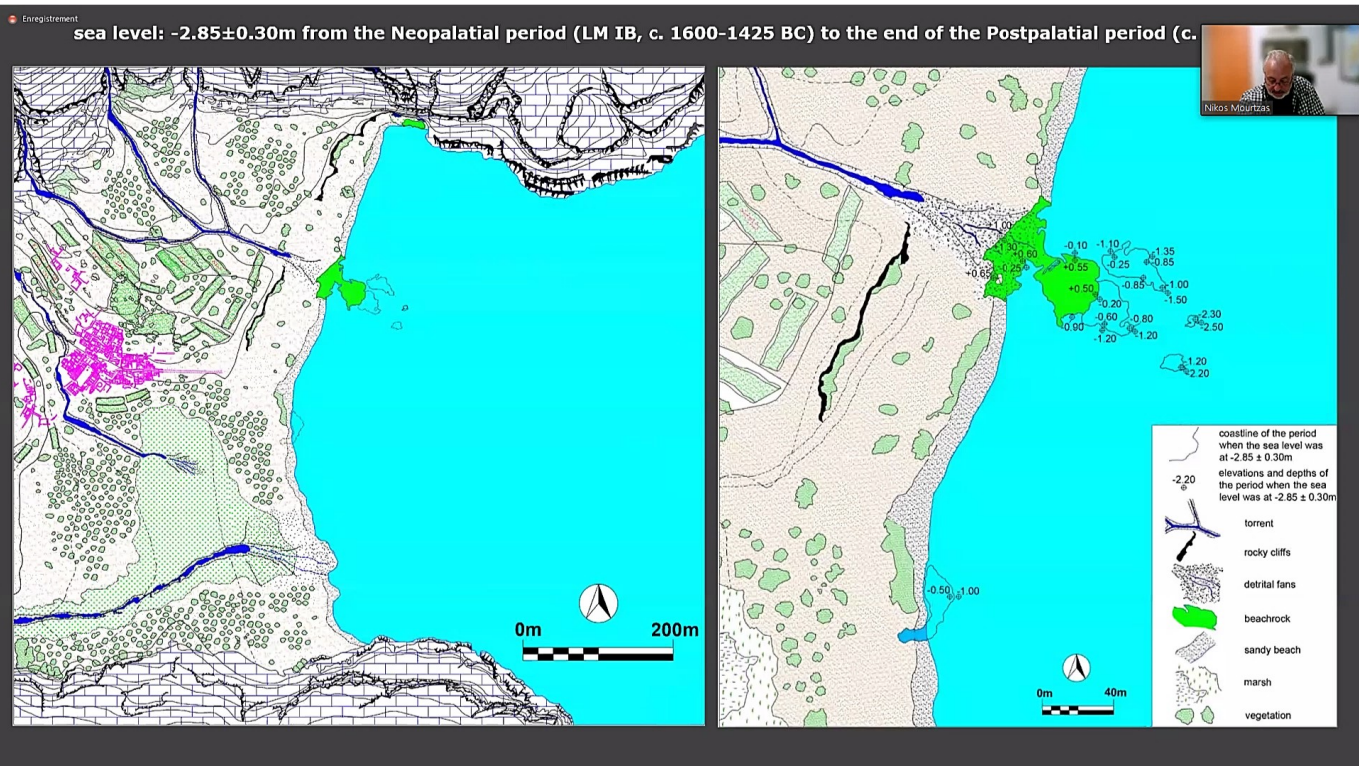 Enregistrement
sea level: -2.85±0.30m from the Neopalatial period (LM IB, c. 1600-1425 BC) to the end of the Postpalatial period (c.
Nikos Mourtzas
0m 200m
1.00
+1.30
+0.60
+0.65
0.25
-0.10
+0.55
+0.50
-1.10
-0.25
1.35
-0.85
-0.85
-1.00
-1.50
-0.20
-0.60
-0.80
0.90
-1.20
-1.20
2.30
-2.50
-1.20
2.20
-0.50
1.00
0m 40m
coastline of the period
when the sea level was
at -2.85 ± 0.30m
-2.20
elevations and depths of
the period when the sea
level was at -2.85 ± 0.30m
torrent
rocky cliffs
detrital fans
beachrock
sandy beach
marsh
vegetation